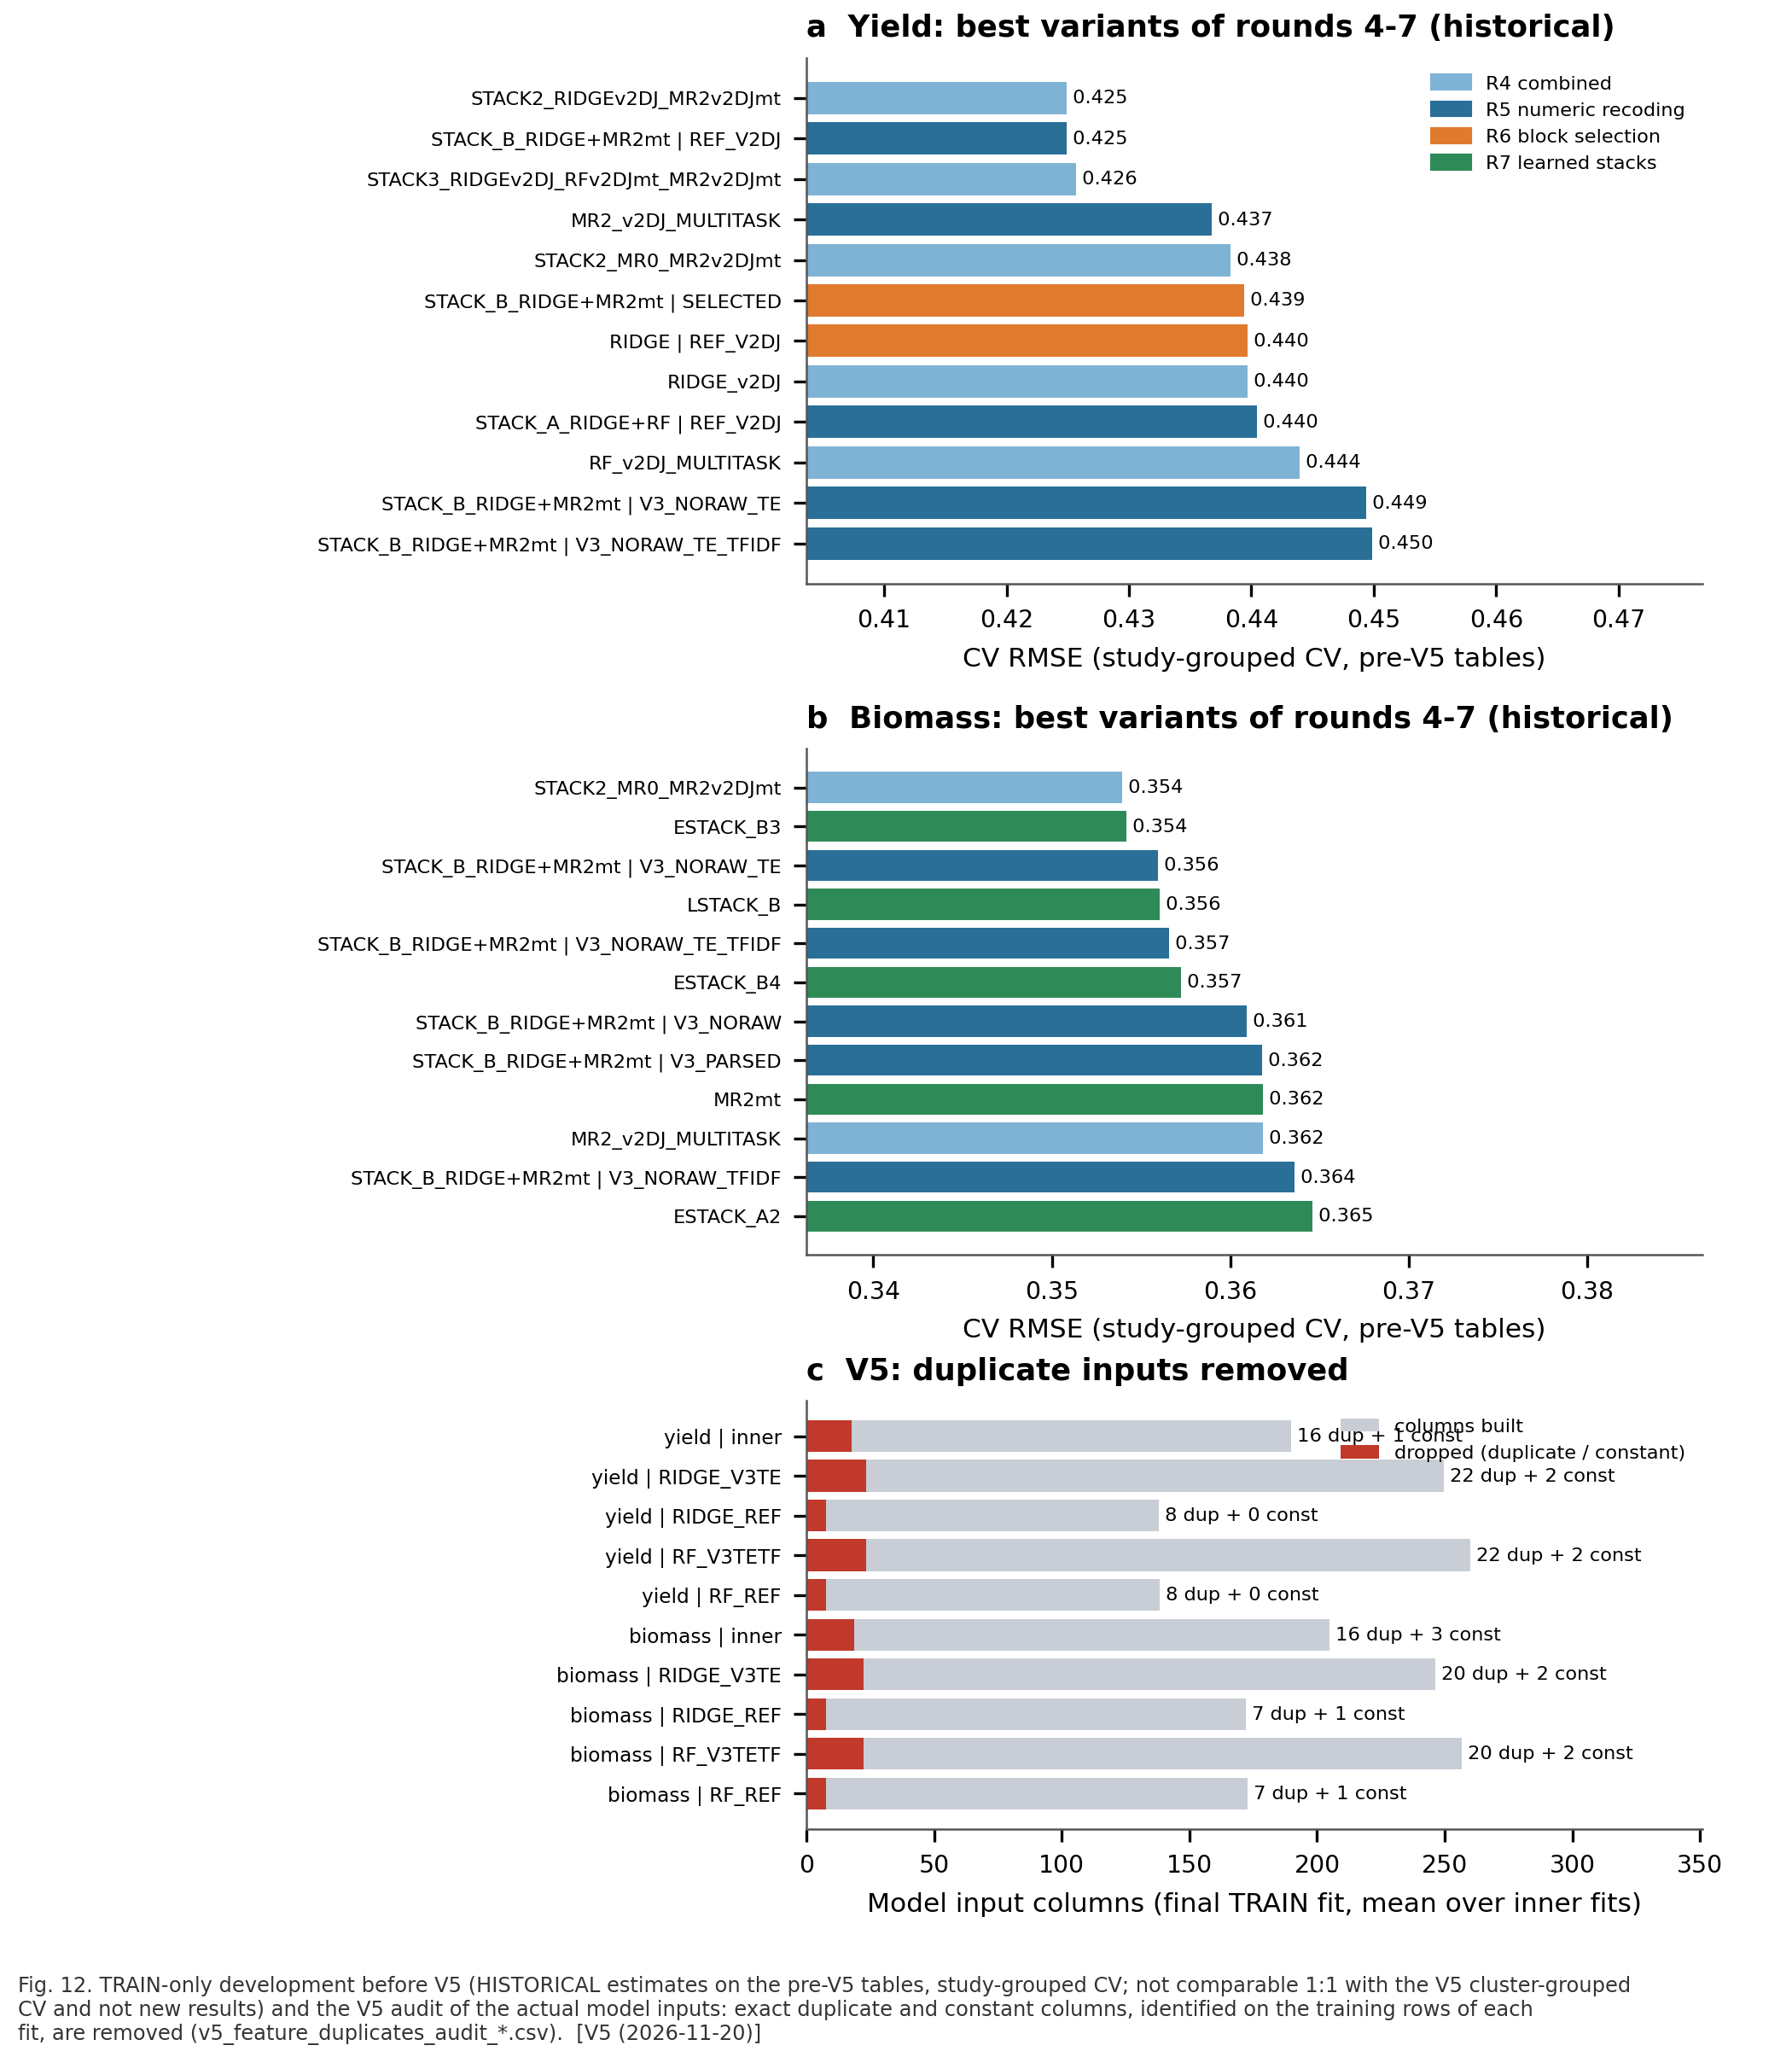 a  Yield: best variants of rounds 4-7 (historical)
R4 combined
R5 numeric recoding
R6 block selection
R7 learned stacks
STACK2_RIDGEv2DJ_MR2v2DJmt 0.425
STACK_B_RIDGE+MR2mt | REF_V2DJ 0.425
STACK3_RIDGEv2DJ_RFv2DJmt_MR2v2DJmt 0.426
MR2_v2DJ_MULTITASK 0.437
STACK2_MR0_MR2v2DJmt 0.438
STACK_B_RIDGE+MR2mt | SELECTED 0.439
RIDGE | REF_V2DJ 0.440
RIDGE_v2DJ 0.440
STACK_A_RIDGE+RF | REF_V2DJ 0.440
RF_v2DJ_MULTITASK 0.444
STACK_B_RIDGE+MR2mt | V3_NORAW_TE 0.449
STACK_B_RIDGE+MR2mt | V3_NORAW_TE_TFIDF 0.450
0.41 0.42 0.43 0.44 0.45 0.46 0.47
CV RMSE (study-grouped CV, pre-V5 tables)
b  Biomass: best variants of rounds 4-7 (historical)
STACK2_MR0_MR2v2DJmt 0.354
ESTACK_B3 0.354
STACK_B_RIDGE+MR2mt | V3_NORAW_TE 0.356
LSTACK_B 0.356
STACK_B_RIDGE+MR2mt | V3_NORAW_TE_TFIDF 0.357
ESTACK_B4 0.357
STACK_B_RIDGE+MR2mt | V3_NORAW 0.361
STACK_B_RIDGE+MR2mt | V3_PARSED 0.362
MR2mt 0.362
MR2_v2DJ_MULTITASK 0.362
STACK_B_RIDGE+MR2mt | V3_NORAW_TFIDF 0.364
ESTACK_A2 0.365
0.34 0.35 0.36 0.37 0.38
CV RMSE (study-grouped CV, pre-V5 tables)
c  V5: duplicate inputs removed
columns built
dropped (duplicate / constant)
yield | inner 16 dup + 1 const
yield | RIDGE_V3TE 22 dup + 2 const
yield | RIDGE_REF 8 dup + 0 const
yield | RF_V3TETF 22 dup + 2 const
yield | RF_REF 8 dup + 0 const
biomass | inner 16 dup + 3 const
biomass | RIDGE_V3TE 20 dup + 2 const
biomass | RIDGE_REF 7 dup + 1 const
biomass | RF_V3TETF 20 dup + 2 const
biomass | RF_REF 7 dup + 1 const
0 50 100 150 200 250 300 350
Model input columns (final TRAIN fit, mean over inner fits)
Fig. 12. TRAIN-only development before V5 (HISTORICAL estimates on the pre-V5 tables, study-grouped CV; not comparable 1:1 with the V5 cluster-grouped
CV and not new results) and the V5 audit of the actual model inputs: exact duplicate and constant columns, identified on the training rows of each
fit, are removed (v5_feature_duplicates_audit_*.csv).  [V5 (2026-11-20)]